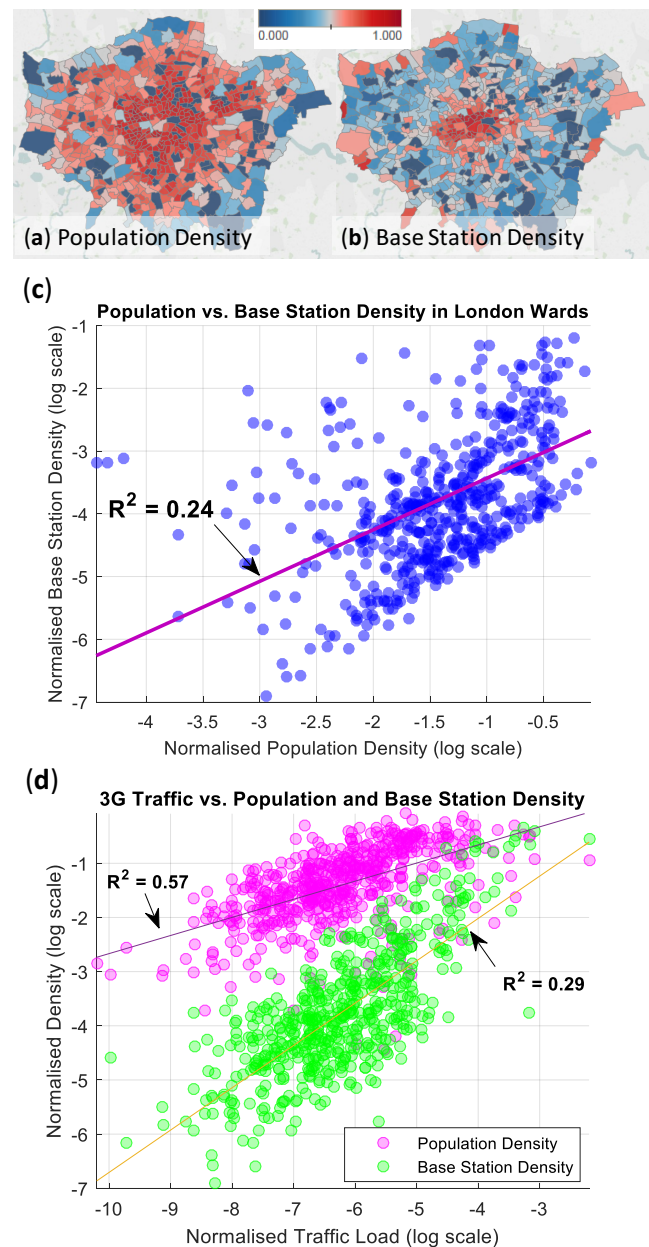 0.000 1.000
(a) Population Density
(b) Base Station Density
(c)
Population vs. Base Station Density in London Wards
Normalised Base Station Density (log scale)
-1
-2
-3
-4
-5
-6
-7
R² = 0.24
-4 -3.5 -3 -2.5 -2 -1.5 -1 -0.5
Normalised Population Density (log scale)
(d)
3G Traffic vs. Population and Base Station Density
Normalised Density (log scale)
-1
-2
-3
-4
-5
-6
-7
R² = 0.57
R² = 0.29
Population Density
Base Station Density
-10 -9 -8 -7 -6 -5 -4 -3
Normalised Traffic Load (log scale)